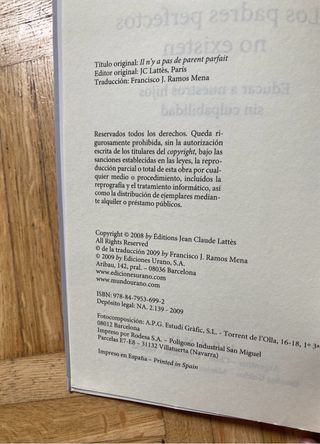 Los padres perfectos
no existen
Educar a nuestros hijos
sin culpabilidad
Título original: Il n'y a pas de parent parfait
Editor original: JC Lattès, Paris
Traducción: Francisco J. Ramos Mena
Reservados todos los derechos. Queda ri-
gurosamente prohibida, sin la autorización
escrita de los titulares del copyright, bajo las
sanciones establecidas en las leyes, la repro-
ducción parcial o total de esta obra por cual-
quier medio o procedimiento, incluidos la
reprografía y el tratamiento informático, así
como la distribución de ejemplares median-
te alquiler o préstamo públicos.
Copyright © 2008 by Éditions Jean Claude Lattès
All Rights Reserved
© de la traducción 2009 by Francisco J. Ramos Mena
© 2009 by Ediciones Urano, S.A.
Aribau, 142, pral. – 08036 Barcelona
www.edicionesurano.com
www.mundourano.com
ISBN: 978-84-7953-699-2
Depósito legal: NA. 2.139 - 2009
Fotocomposición: A.P.G. Estudi Gràfic, S.L. - Torrent de l'Olla, 16-18, 1º 3ª
08012 Barcelona.
Impreso por Rodesa S.A. – Polígono Industrial San Miguel
Parcelas E7-E8 – 31132 Villatuerta (Navarra)
Impreso en España – Printed in Spain